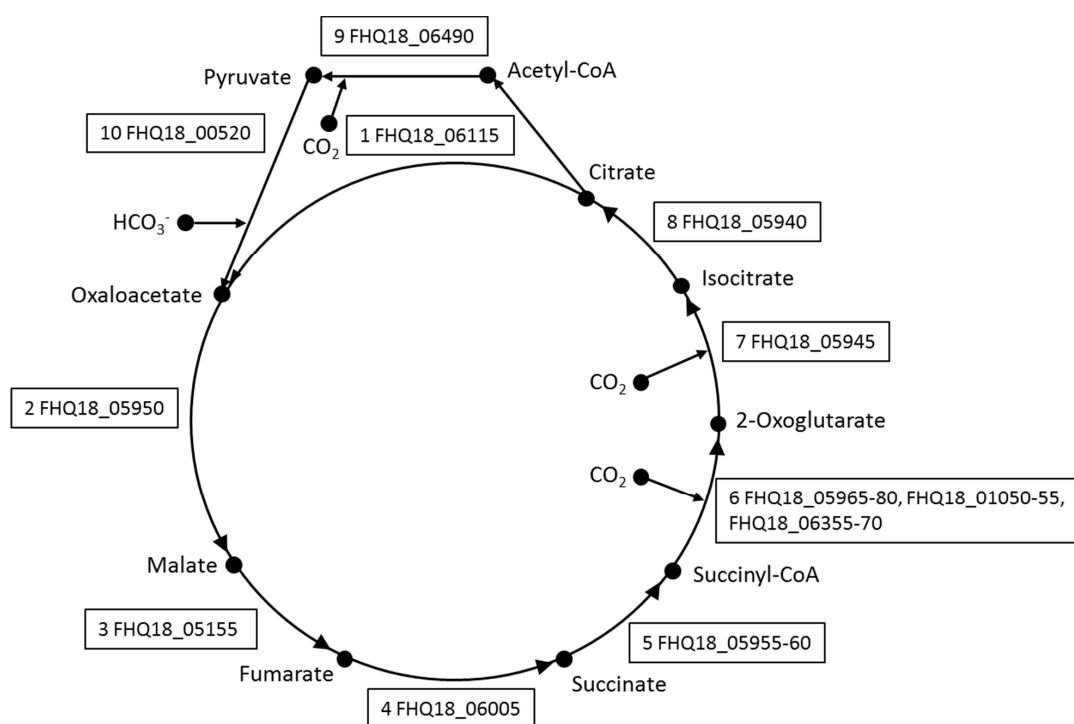 9 FHQ18_06490
Pyruvate
Acetyl-CoA
10 FHQ18_00520
CO2
1 FHQ18_06115
Citrate
HCO3-
8 FHQ18_05940
Isocitrate
Oxaloacetate
7 FHQ18_05945
CO2
2 FHQ18_05950
2-Oxoglutarate
CO2
6 FHQ18_05965-80, FHQ18_01050-55,
FHQ18_06355-70
Malate
Succinyl-CoA
3 FHQ18_05155
5 FHQ18_05955-60
Fumarate
Succinate
4 FHQ18_06005